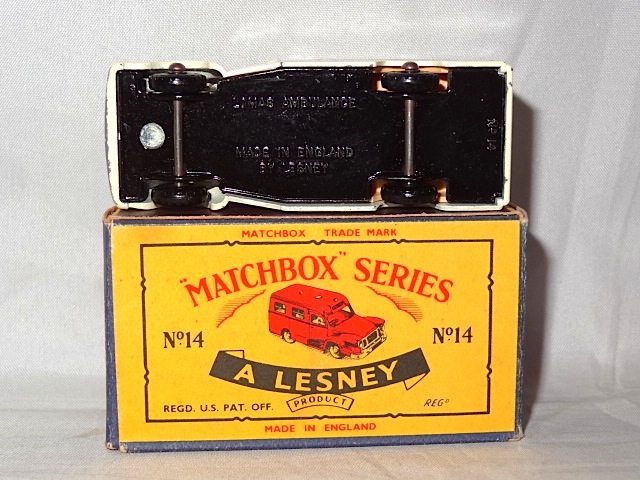 LOMAS AMBULANCE
MADE IN ENGLAND
BY LESNEY
Nº 14
MATCHBOX TRADE MARK
"MATCHBOX" SERIES
Nº14
Nº14
A LESNEY
PRODUCT
REGD. U.S. PAT. OFF.
REGD
MADE IN ENGLAND